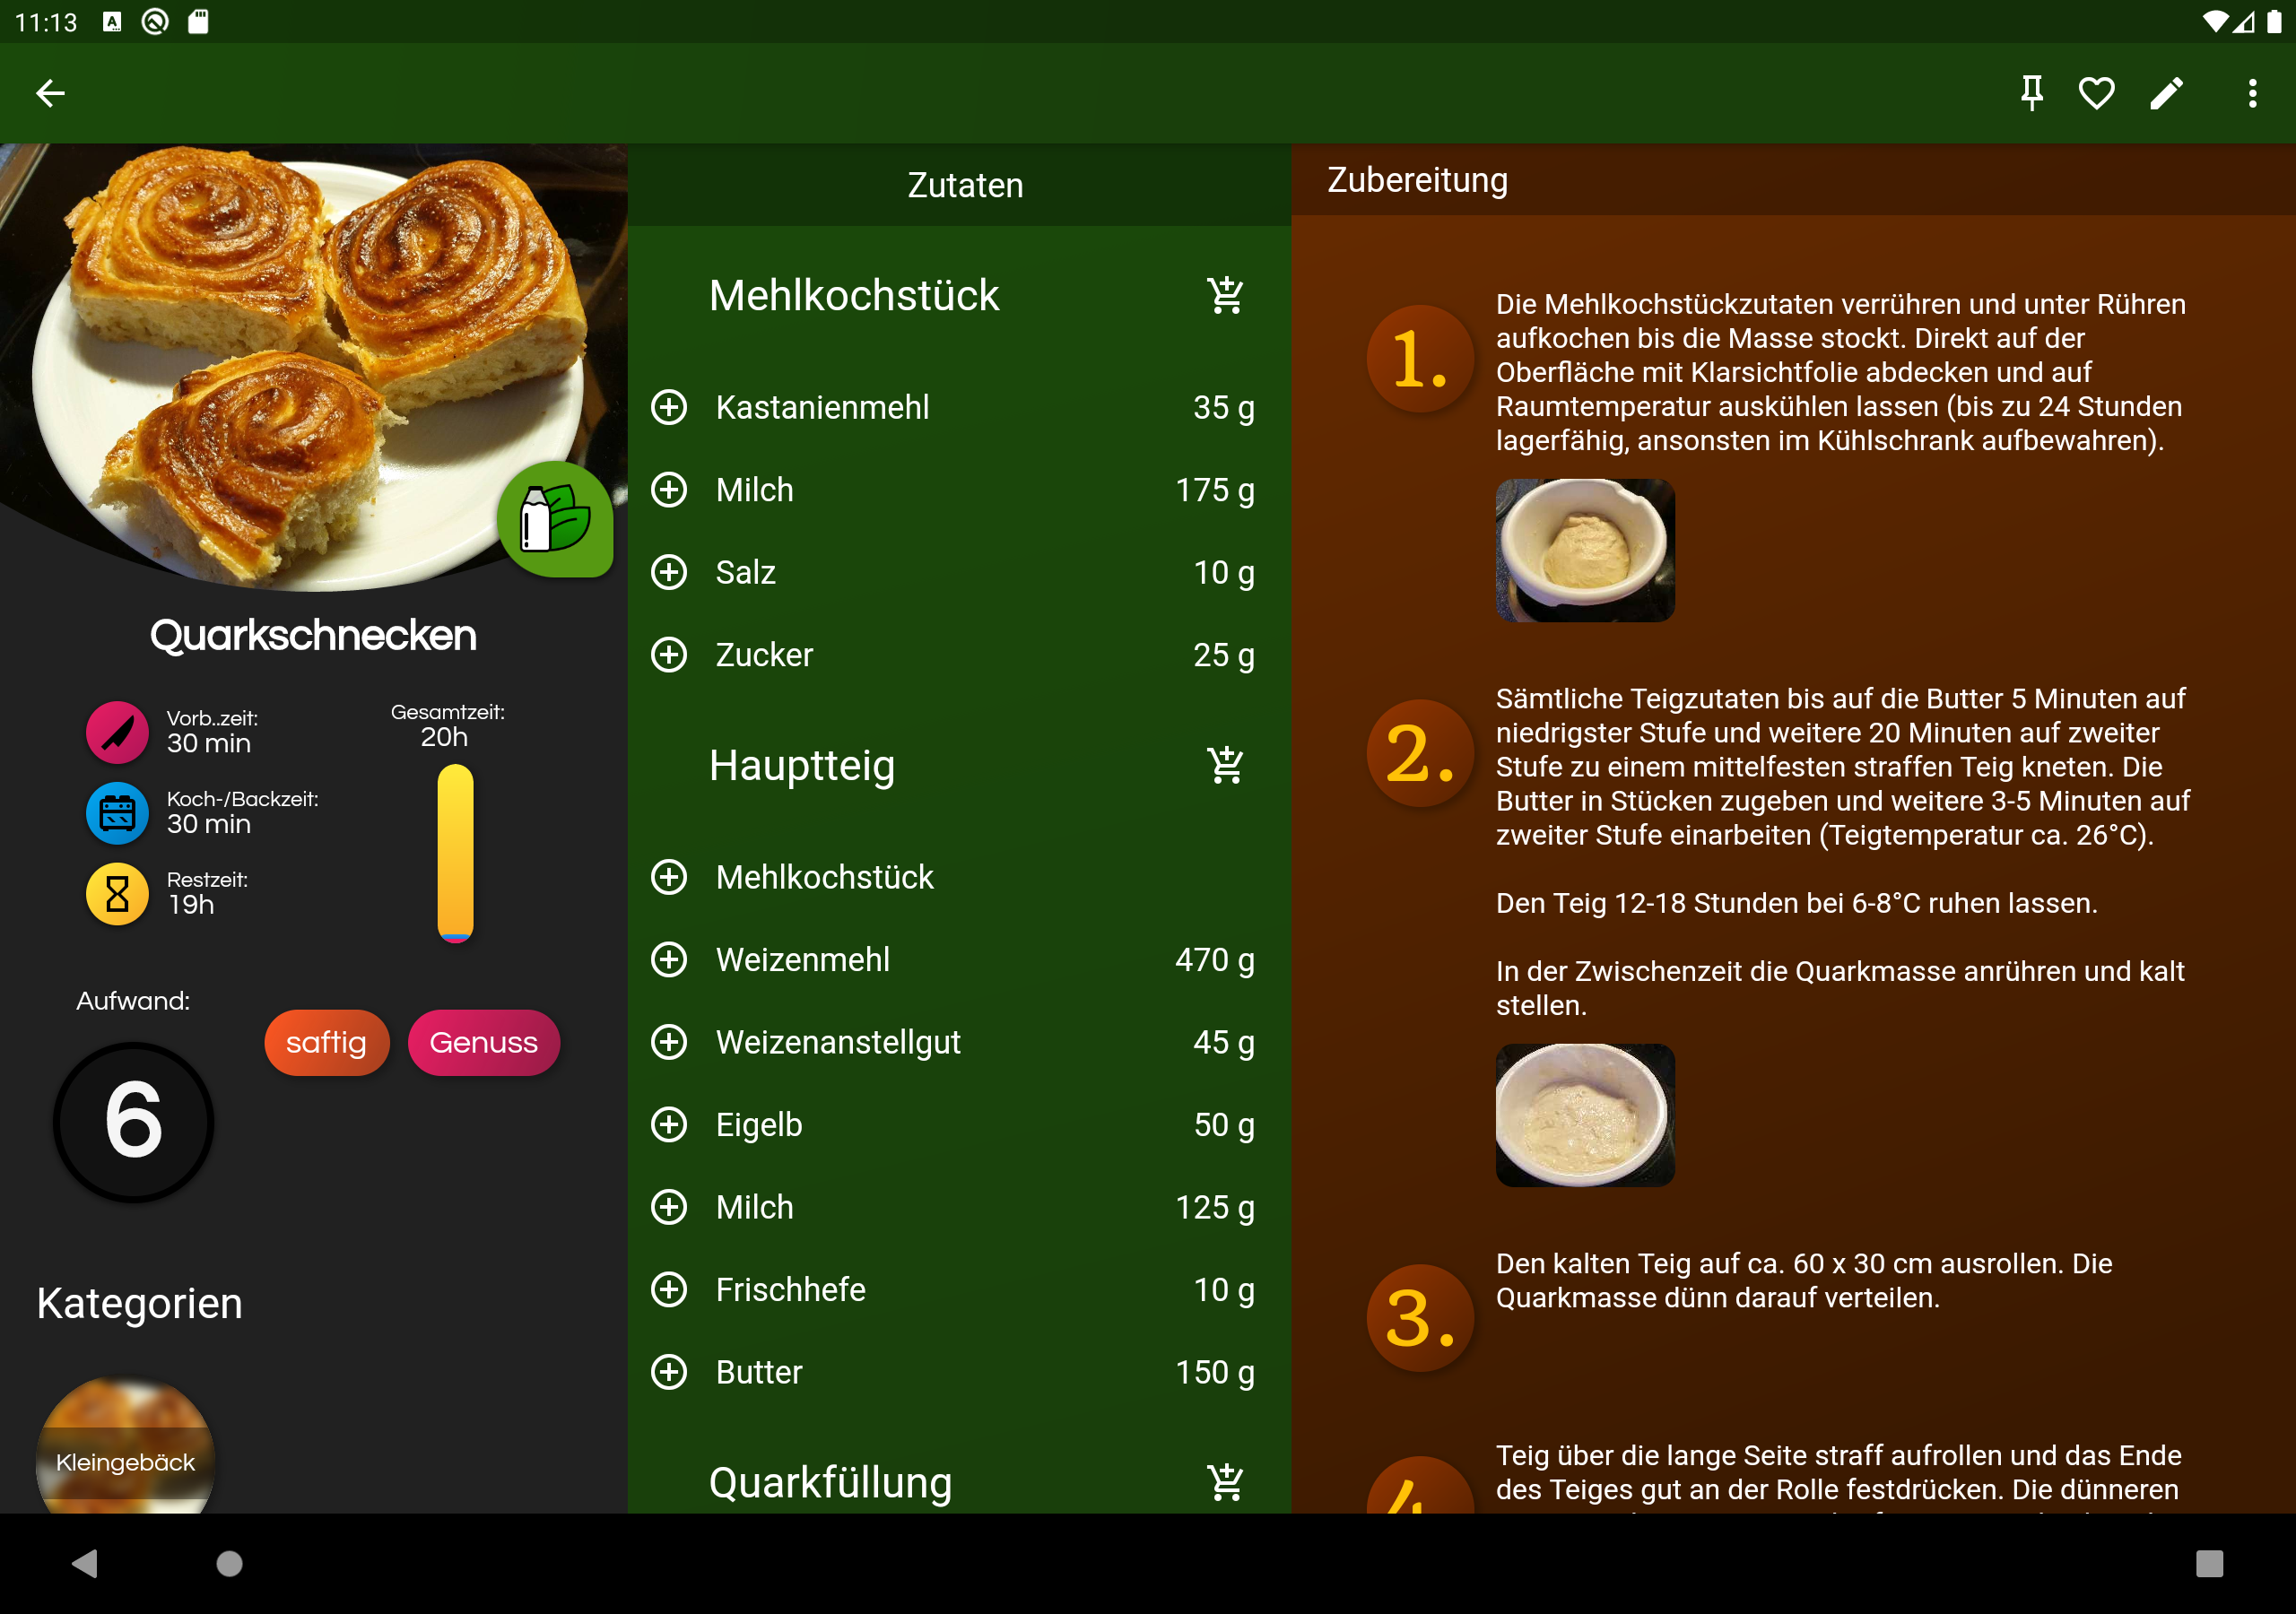 11:13
Quarkschnecken
Vorb..zeit:
30 min
Koch-/Backzeit:
30 min
Restzeit:
19h
Gesamtzeit:
20h
Aufwand:
6
saftig
Genuss
Kategorien
Kleingebäck
Zutaten
Mehlkochstück
Kastanienmehl 35 g
Milch 175 g
Salz 10 g
Zucker 25 g
Hauptteig
Mehlkochstück
Weizenmehl 470 g
Weizenanstellgut 45 g
Eigelb 50 g
Milch 125 g
Frischhefe 10 g
Butter 150 g
Quarkfüllung
Zubereitung
1.
Die Mehlkochstückzutaten verrühren und unter Rühren
aufkochen bis die Masse stockt. Direkt auf der
Oberfläche mit Klarsichtfolie abdecken und auf
Raumtemperatur auskühlen lassen (bis zu 24 Stunden
lagerfähig, ansonsten im Kühlschrank aufbewahren).
2.
Sämtliche Teigzutaten bis auf die Butter 5 Minuten auf
niedrigster Stufe und weitere 20 Minuten auf zweiter
Stufe zu einem mittelfesten straffen Teig kneten. Die
Butter in Stücken zugeben und weitere 3-5 Minuten auf
zweiter Stufe einarbeiten (Teigtemperatur ca. 26°C).
Den Teig 12-18 Stunden bei 6-8°C ruhen lassen.
In der Zwischenzeit die Quarkmasse anrühren und kalt
stellen.
3.
Den kalten Teig auf ca. 60 x 30 cm ausrollen. Die
Quarkmasse dünn darauf verteilen.
4.
Teig über die lange Seite straff aufrollen und das Ende
des Teiges gut an der Rolle festdrücken. Die dünneren